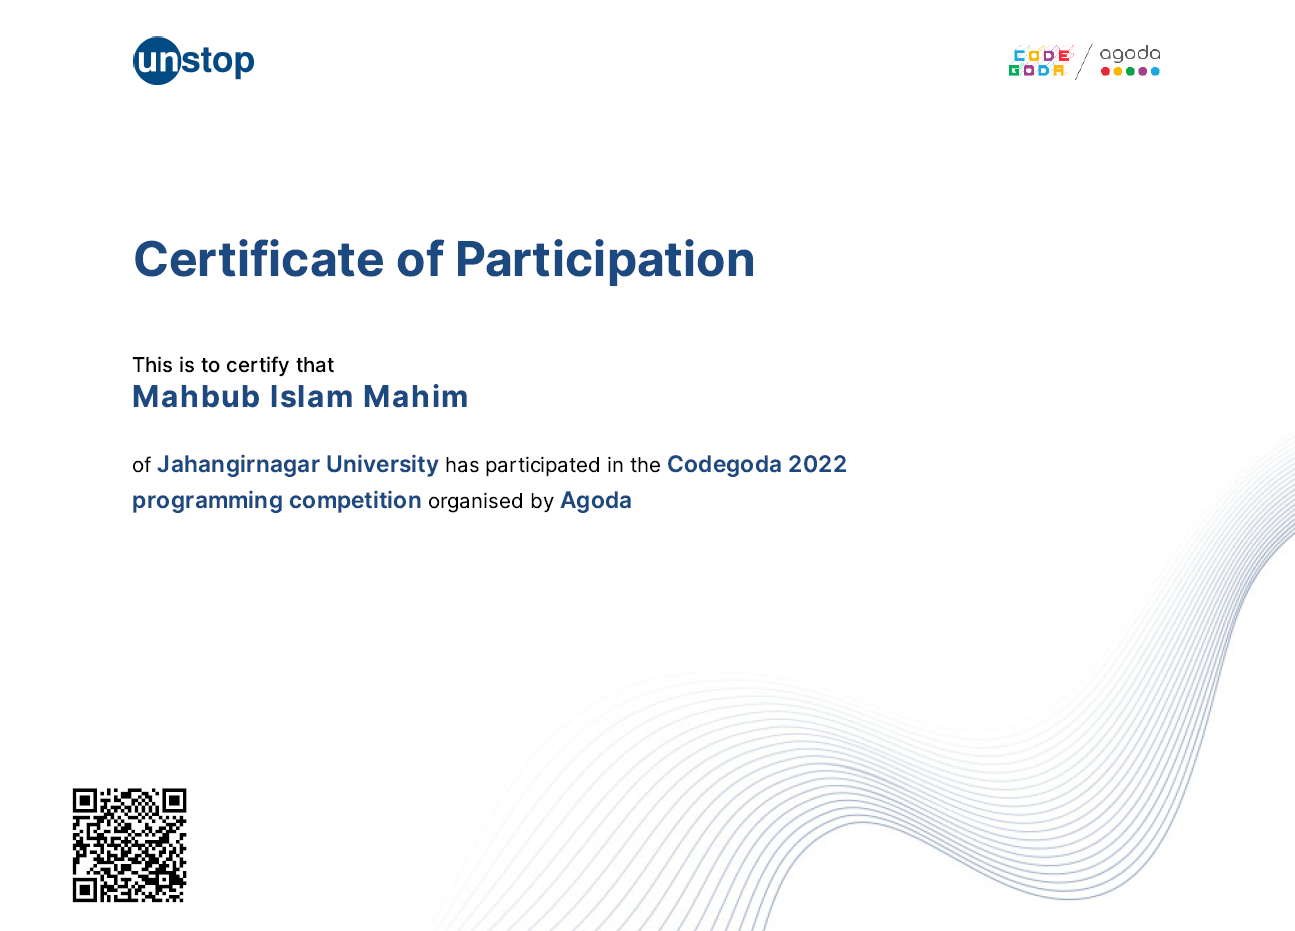 unstop
CODE
GODA
agoda
Certificate of Participation
This is to certify that
Mahbub Islam Mahim
of Jahangirnagar University has participated in the Codegoda 2022
programming competition organised by Agoda